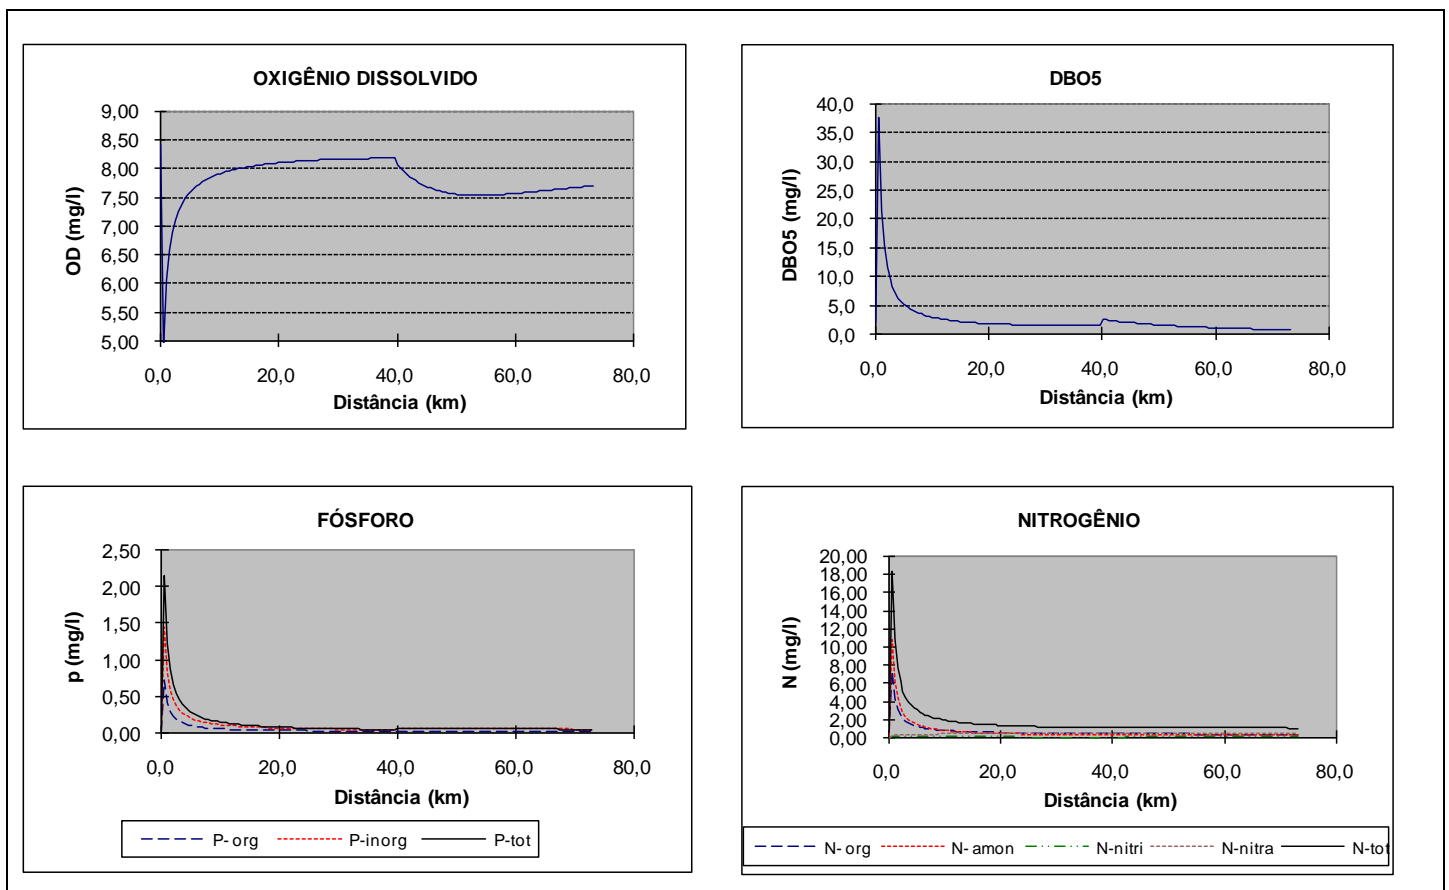 OXIGÊNIO DISSOLVIDO
9,00
8,50
8,00
7,50
7,00
6,50
6,00
5,50
5,00
OD (mg/l)
0,0 20,0 40,0 60,0 80,0
Distância (km)
DBO5
40,0
35,0
30,0
25,0
20,0
15,0
10,0
5,0
0,0
DBO5 (mg/l)
0,0 20,0 40,0 60,0 80,0
Distância (km)
FÓSFORO
2,50
2,00
1,50
1,00
0,50
0,00
p (mg/l)
0,0 20,0 40,0 60,0 80,0
Distância (km)
P-org P-inorg P-tot
NITROGÊNIO
20,00
18,00
16,00
14,00
12,00
10,00
8,00
6,00
4,00
2,00
0,00
N (mg/l)
0,0 20,0 40,0 60,0 80,0
Distância (km)
N-org N-amon N-nitri N-nitra N-tot